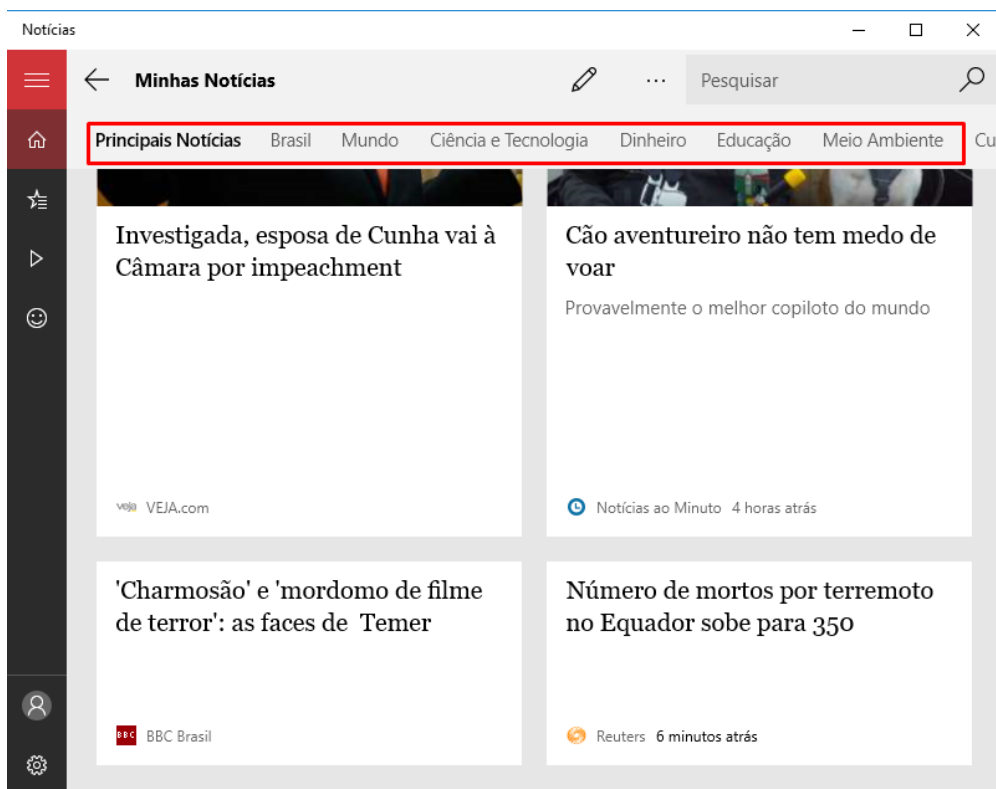 Notícias
Minhas Notícias
Pesquisar
Principais Notícias Brasil Mundo Ciência e Tecnologia Dinheiro Educação Meio Ambiente Cu
Investigada, esposa de Cunha vai à
Câmara por impeachment
veja VEJA.com
Cão aventureiro não tem medo de
voar
Provavelmente o melhor copiloto do mundo
Notícias ao Minuto 4 horas atrás
'Charmosão' e 'mordomo de filme
de terror': as faces de Temer
BBC BBC Brasil
Número de mortos por terremoto
no Equador sobe para 350
Reuters 6 minutos atrás